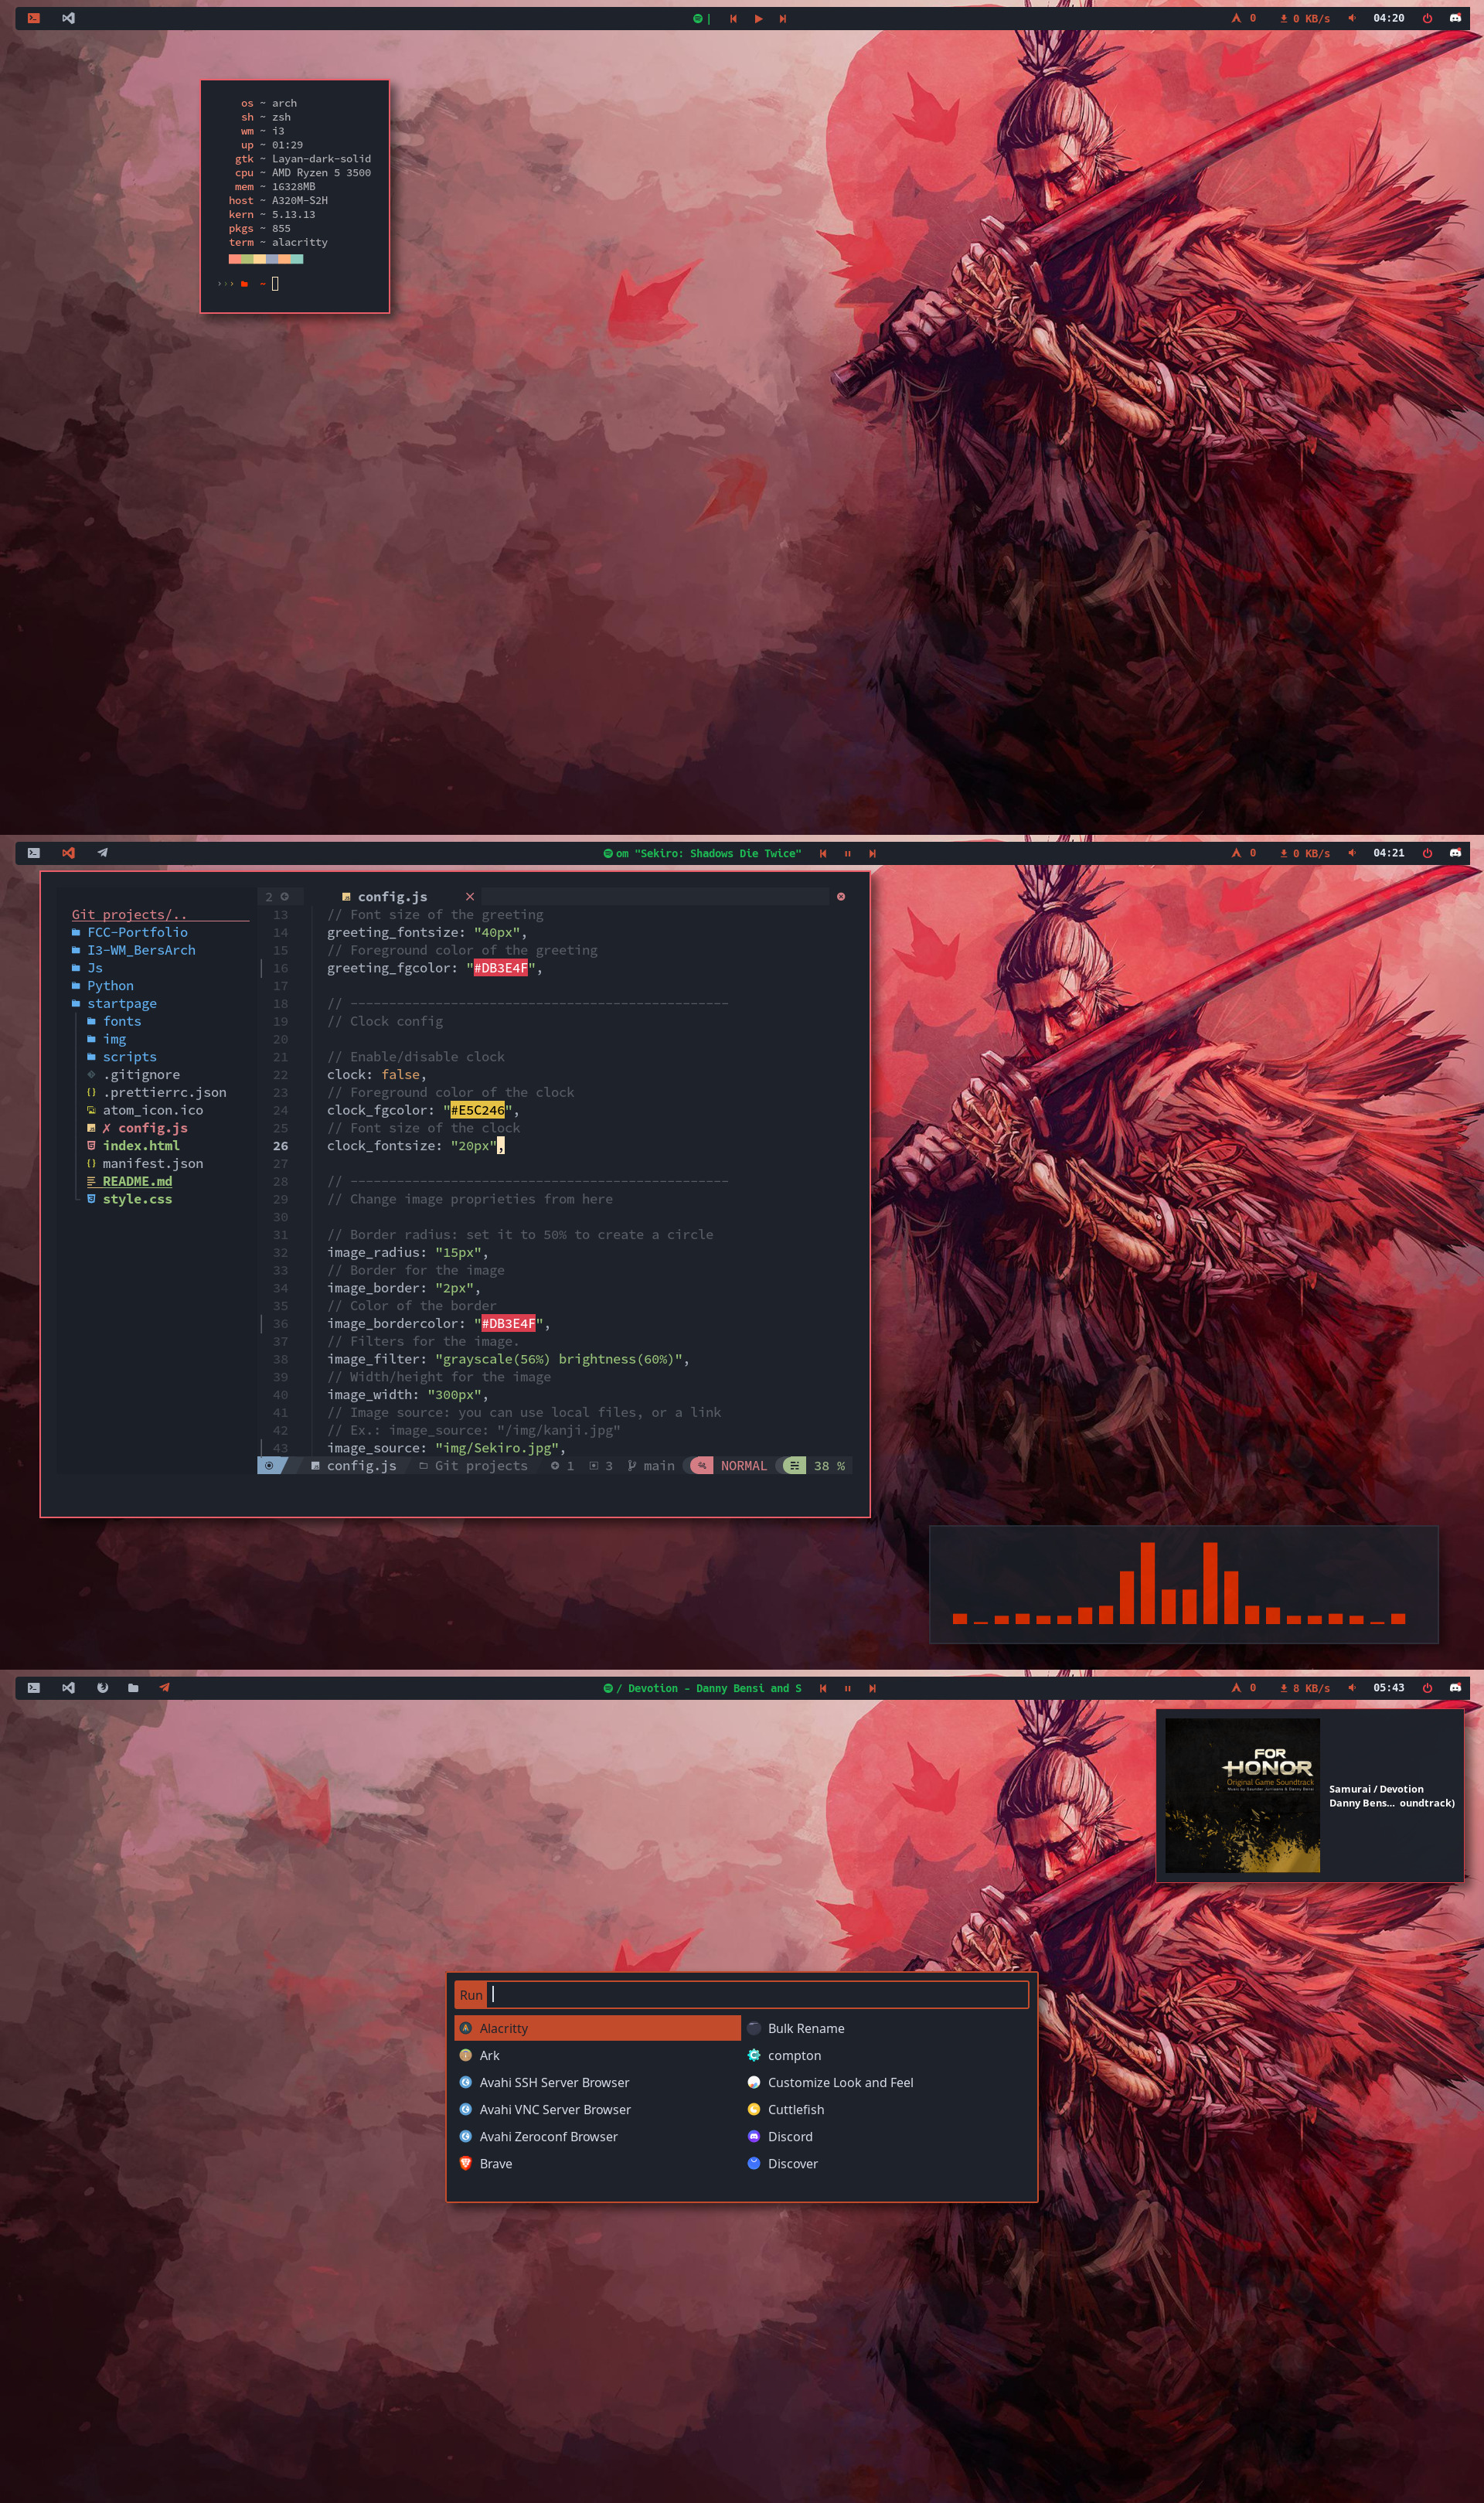 0
0 KB/s
04:20
os ~ arch
sh ~ zsh
wm ~ i3
up ~ 01:29
gtk ~ Layan-dark-solid
cpu ~ AMD Ryzen 5 3500
mem ~ 16328MB
host ~ A320M-S2H
kern ~ 5.13.13
pkgs ~ 855
term ~ alacritty
~
om "Sekiro: Shadows Die Twice"
0
0 KB/s
04:21
2
config.js
Git projects/..
FCC-Portfolio
I3-WM_BersArch
Js
Python
startpage
fonts
img
scripts
.gitignore
.prettierrc.json
atom_icon.ico
✗ config.js
index.html
manifest.json
README.md
style.css
13 // Font size of the greeting
14 greeting_fontsize: "40px",
15 // Foreground color of the greeting
16 greeting_fgcolor: "#DB3E4F",
17
18 // -------------------------------------------------
19 // Clock config
20
21 // Enable/disable clock
22 clock: false,
23 // Foreground color of the clock
24 clock_fgcolor: "#E5C246",
25 // Font size of the clock
26 clock_fontsize: "20px",
27
28 // -------------------------------------------------
29 // Change image proprieties from here
30
31 // Border radius: set it to 50% to create a circle
32 image_radius: "15px",
33 // Border for the image
34 image_border: "2px",
35 // Color of the border
36 image_bordercolor: "#DB3E4F",
37 // Filters for the image.
38 image_filter: "grayscale(56%) brightness(60%)",
39 // Width/height for the image
40 image_width: "300px",
41 // Image source: you can use local files, or a link
42 // Ex.: image_source: "/img/kanji.jpg"
43 image_source: "img/Sekiro.jpg",
config.js Git projects 1 3 main NORMAL 38 %
/ Devotion - Danny Bensi and S
0
8 KB/s
05:43
FOR
HONOR
Original Game Soundtrack
Samurai / Devotion
Danny Bens... oundtrack)
Run
Alacritty
Ark
Avahi SSH Server Browser
Avahi VNC Server Browser
Avahi Zeroconf Browser
Brave
Bulk Rename
compton
Customize Look and Feel
Cuttlefish
Discord
Discover